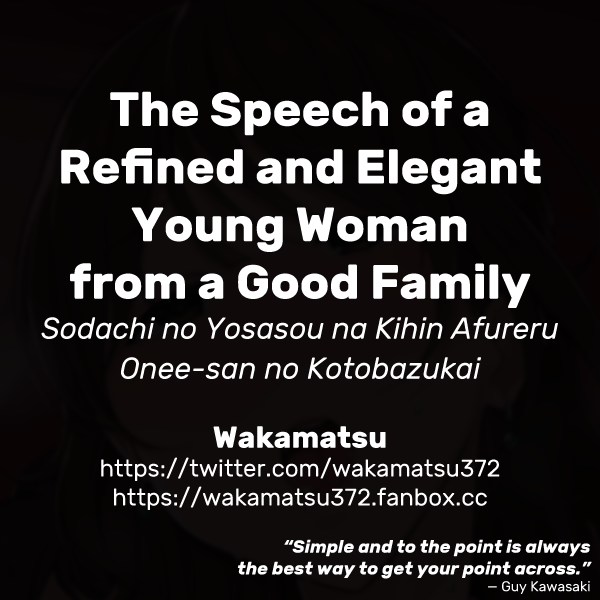 The Speech of a
Refined and Elegant
Young Woman
from a Good Family
Sodachi no Yosasou na Kihin Afureru
Onee-san no Kotobazukai
Wakamatsu
https://twitter.com/wakamatsu372
https://wakamatsu372.fanbox.cc
“Simple and to the point is always
the best way to get your point across.”
— Guy Kawasaki